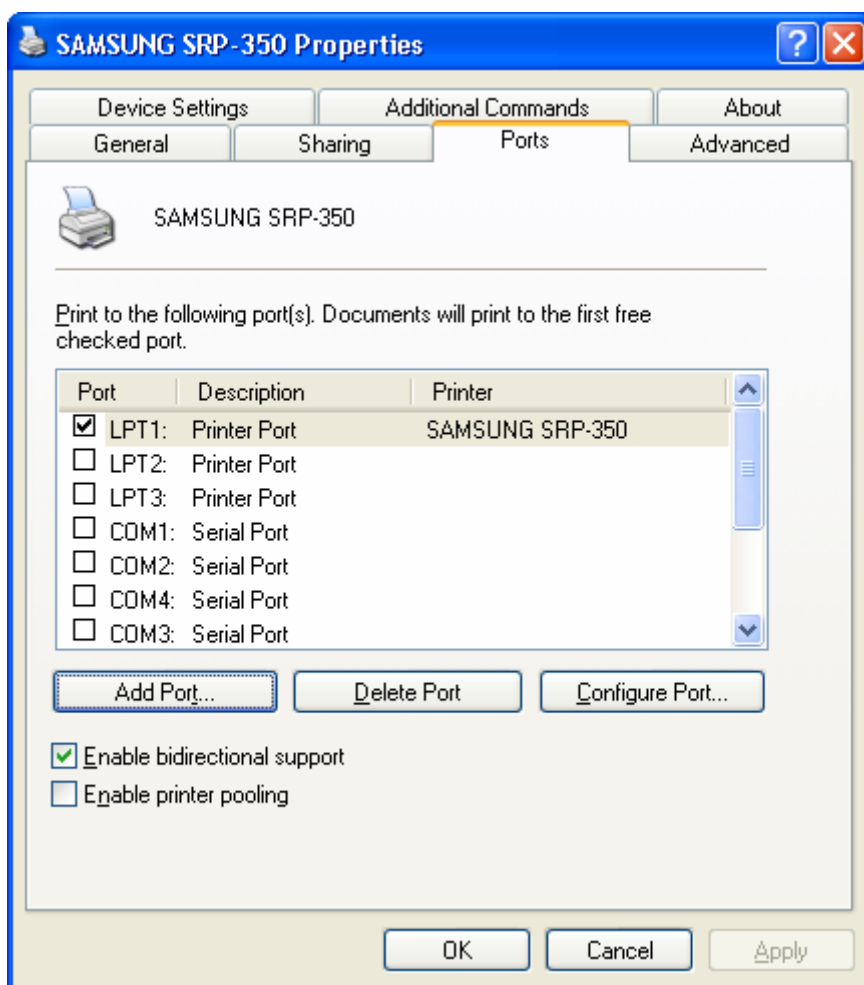 SAMSUNG SRP-350 Properties
Device Settings Additional Commands About
General Sharing Ports Advanced
SAMSUNG SRP-350
Print to the following port(s). Documents will print to the first free
checked port.
Port Description Printer
LPT1: Printer Port SAMSUNG SRP-350
LPT2: Printer Port
LPT3: Printer Port
COM1: Serial Port
COM2: Serial Port
COM4: Serial Port
COM3: Serial Port
Add Port... Delete Port Configure Port...
Enable bidirectional support
Enable printer pooling
OK Cancel Apply